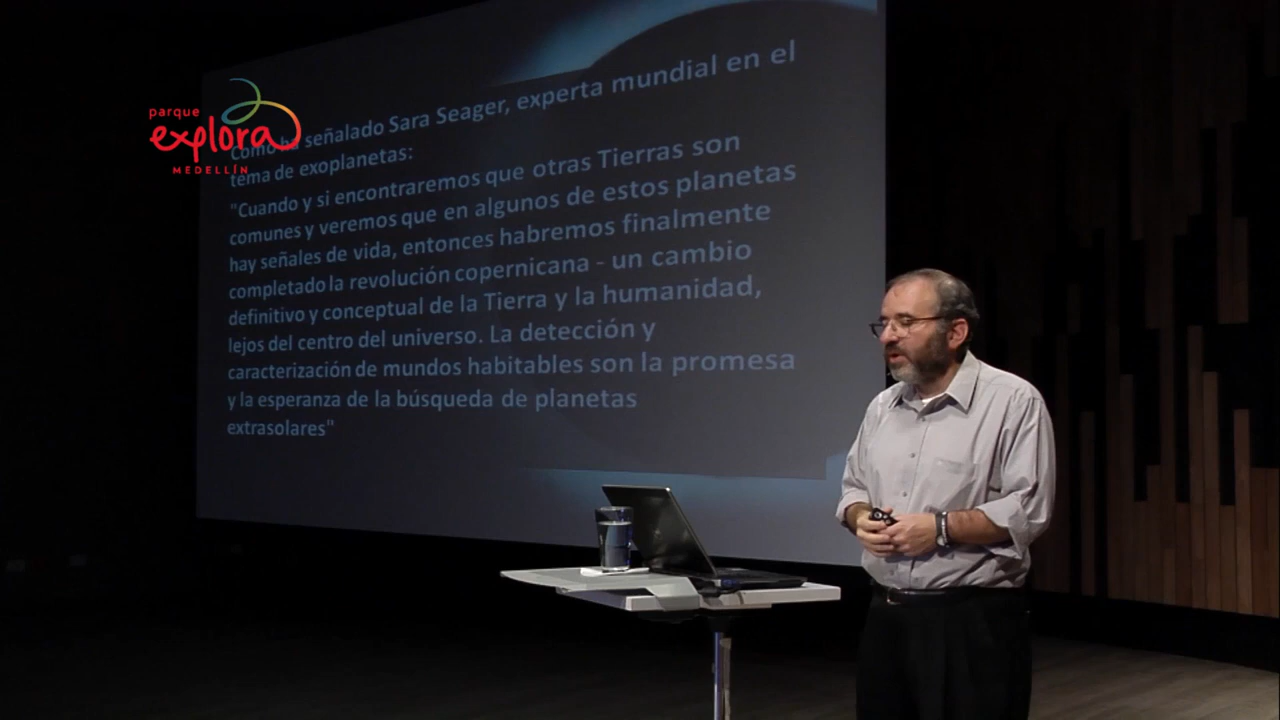 parque
explora
MEDELLÍN
Como ha señalado Sara Seager, experta mundial en el
tema de exoplanetas:
"Cuando y si encontraremos que otras Tierras son
comunes y veremos que en algunos de estos planetas
hay señales de vida, entonces habremos finalmente
completado la revolución copernicana - un cambio
definitivo y conceptual de la Tierra y la humanidad,
lejos del centro del universo. La detección y
caracterización de mundos habitables son la promesa
y la esperanza de la búsqueda de planetas
extrasolares"